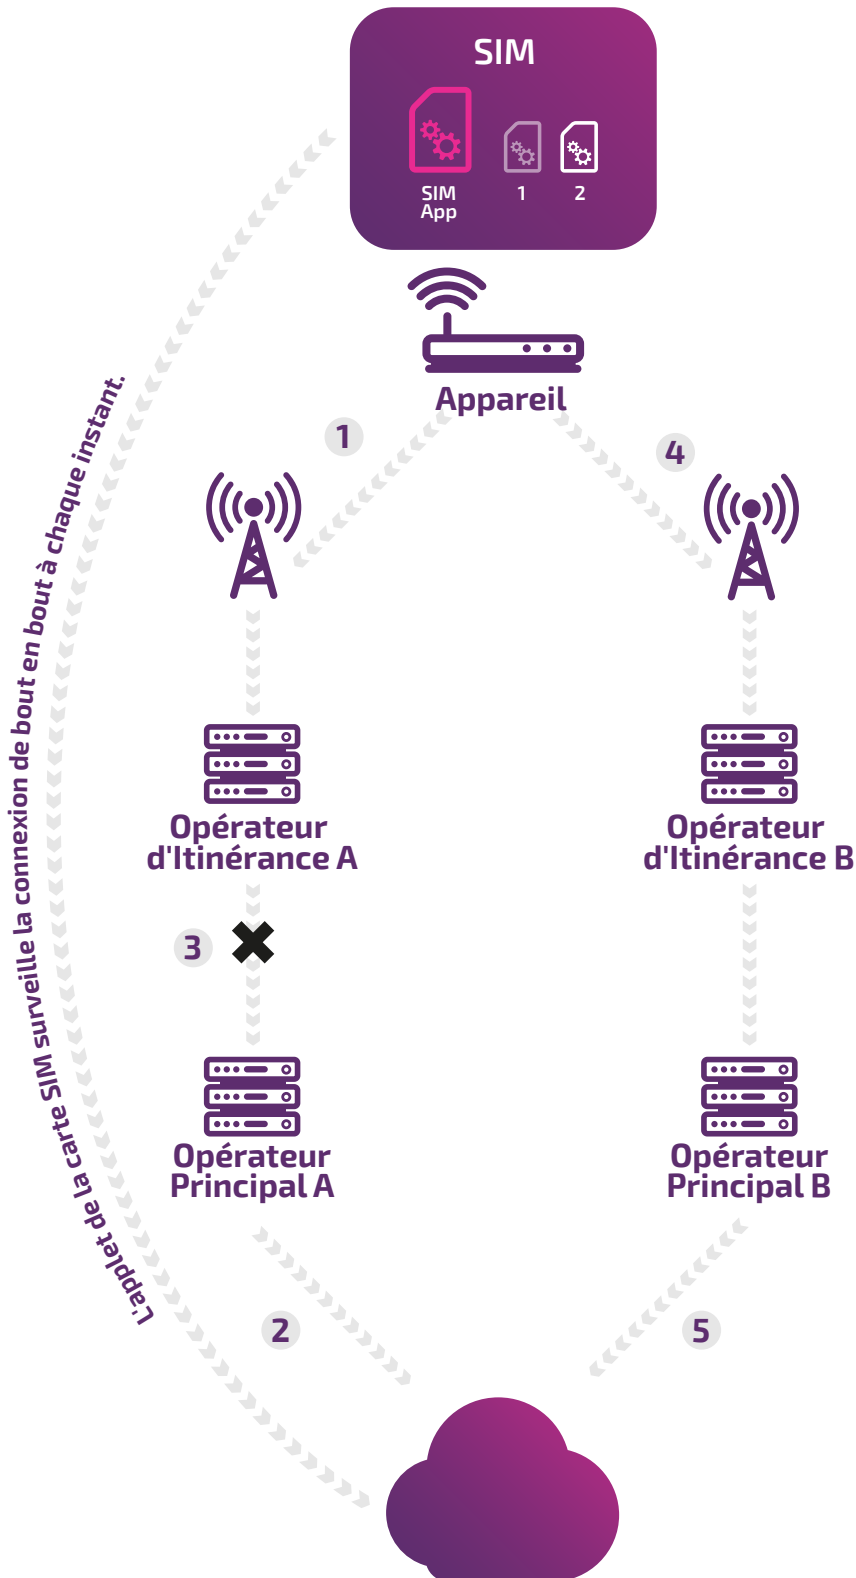 SIM
SIM
App
1
2
Appareil
1
4
L'applet de la carte SIM surveille la connexion de bout en bout à chaque instant.
Opérateur
d'Itinérance A
Opérateur
d'Itinérance B
3
Opérateur
Principal A
Opérateur
Principal B
2
5